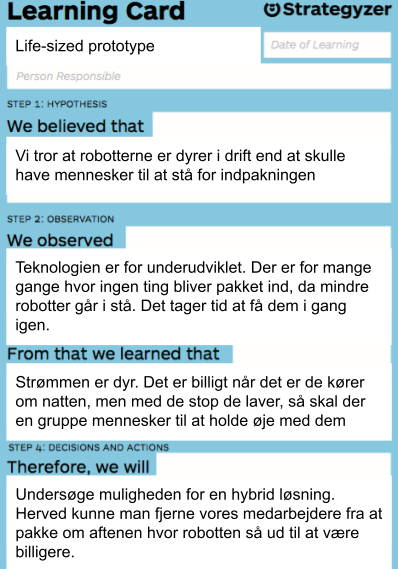 Learning Card
Strategyzer
Life-sized prototype
Date of Learning
Person Responsible
STEP 1: HYPOTHESIS
We believed that
Vi tror at robotterne er dyrer i drift end at skulle
have mennesker til at stå for indpakningen
STEP 2: OBSERVATION
We observed
Teknologien er for underudviklet. Der er for mange
gange hvor ingen ting bliver pakket ind, da mindre
robotter går i stå. Det tager tid at få dem i gang
igen.
From that we learned that
Strømmen er dyr. Det er billigt når det er de kører
om natten, men med de stop de laver, så skal der
en gruppe mennesker til at holde øje med dem
STEP 4: DECISIONS AND ACTIONS
Therefore, we will
Undersøge muligheden for en hybrid løsning.
Herved kunne man fjerne vores medarbejdere fra at
pakke om aftenen hvor robotten så ud til at være
billigere.